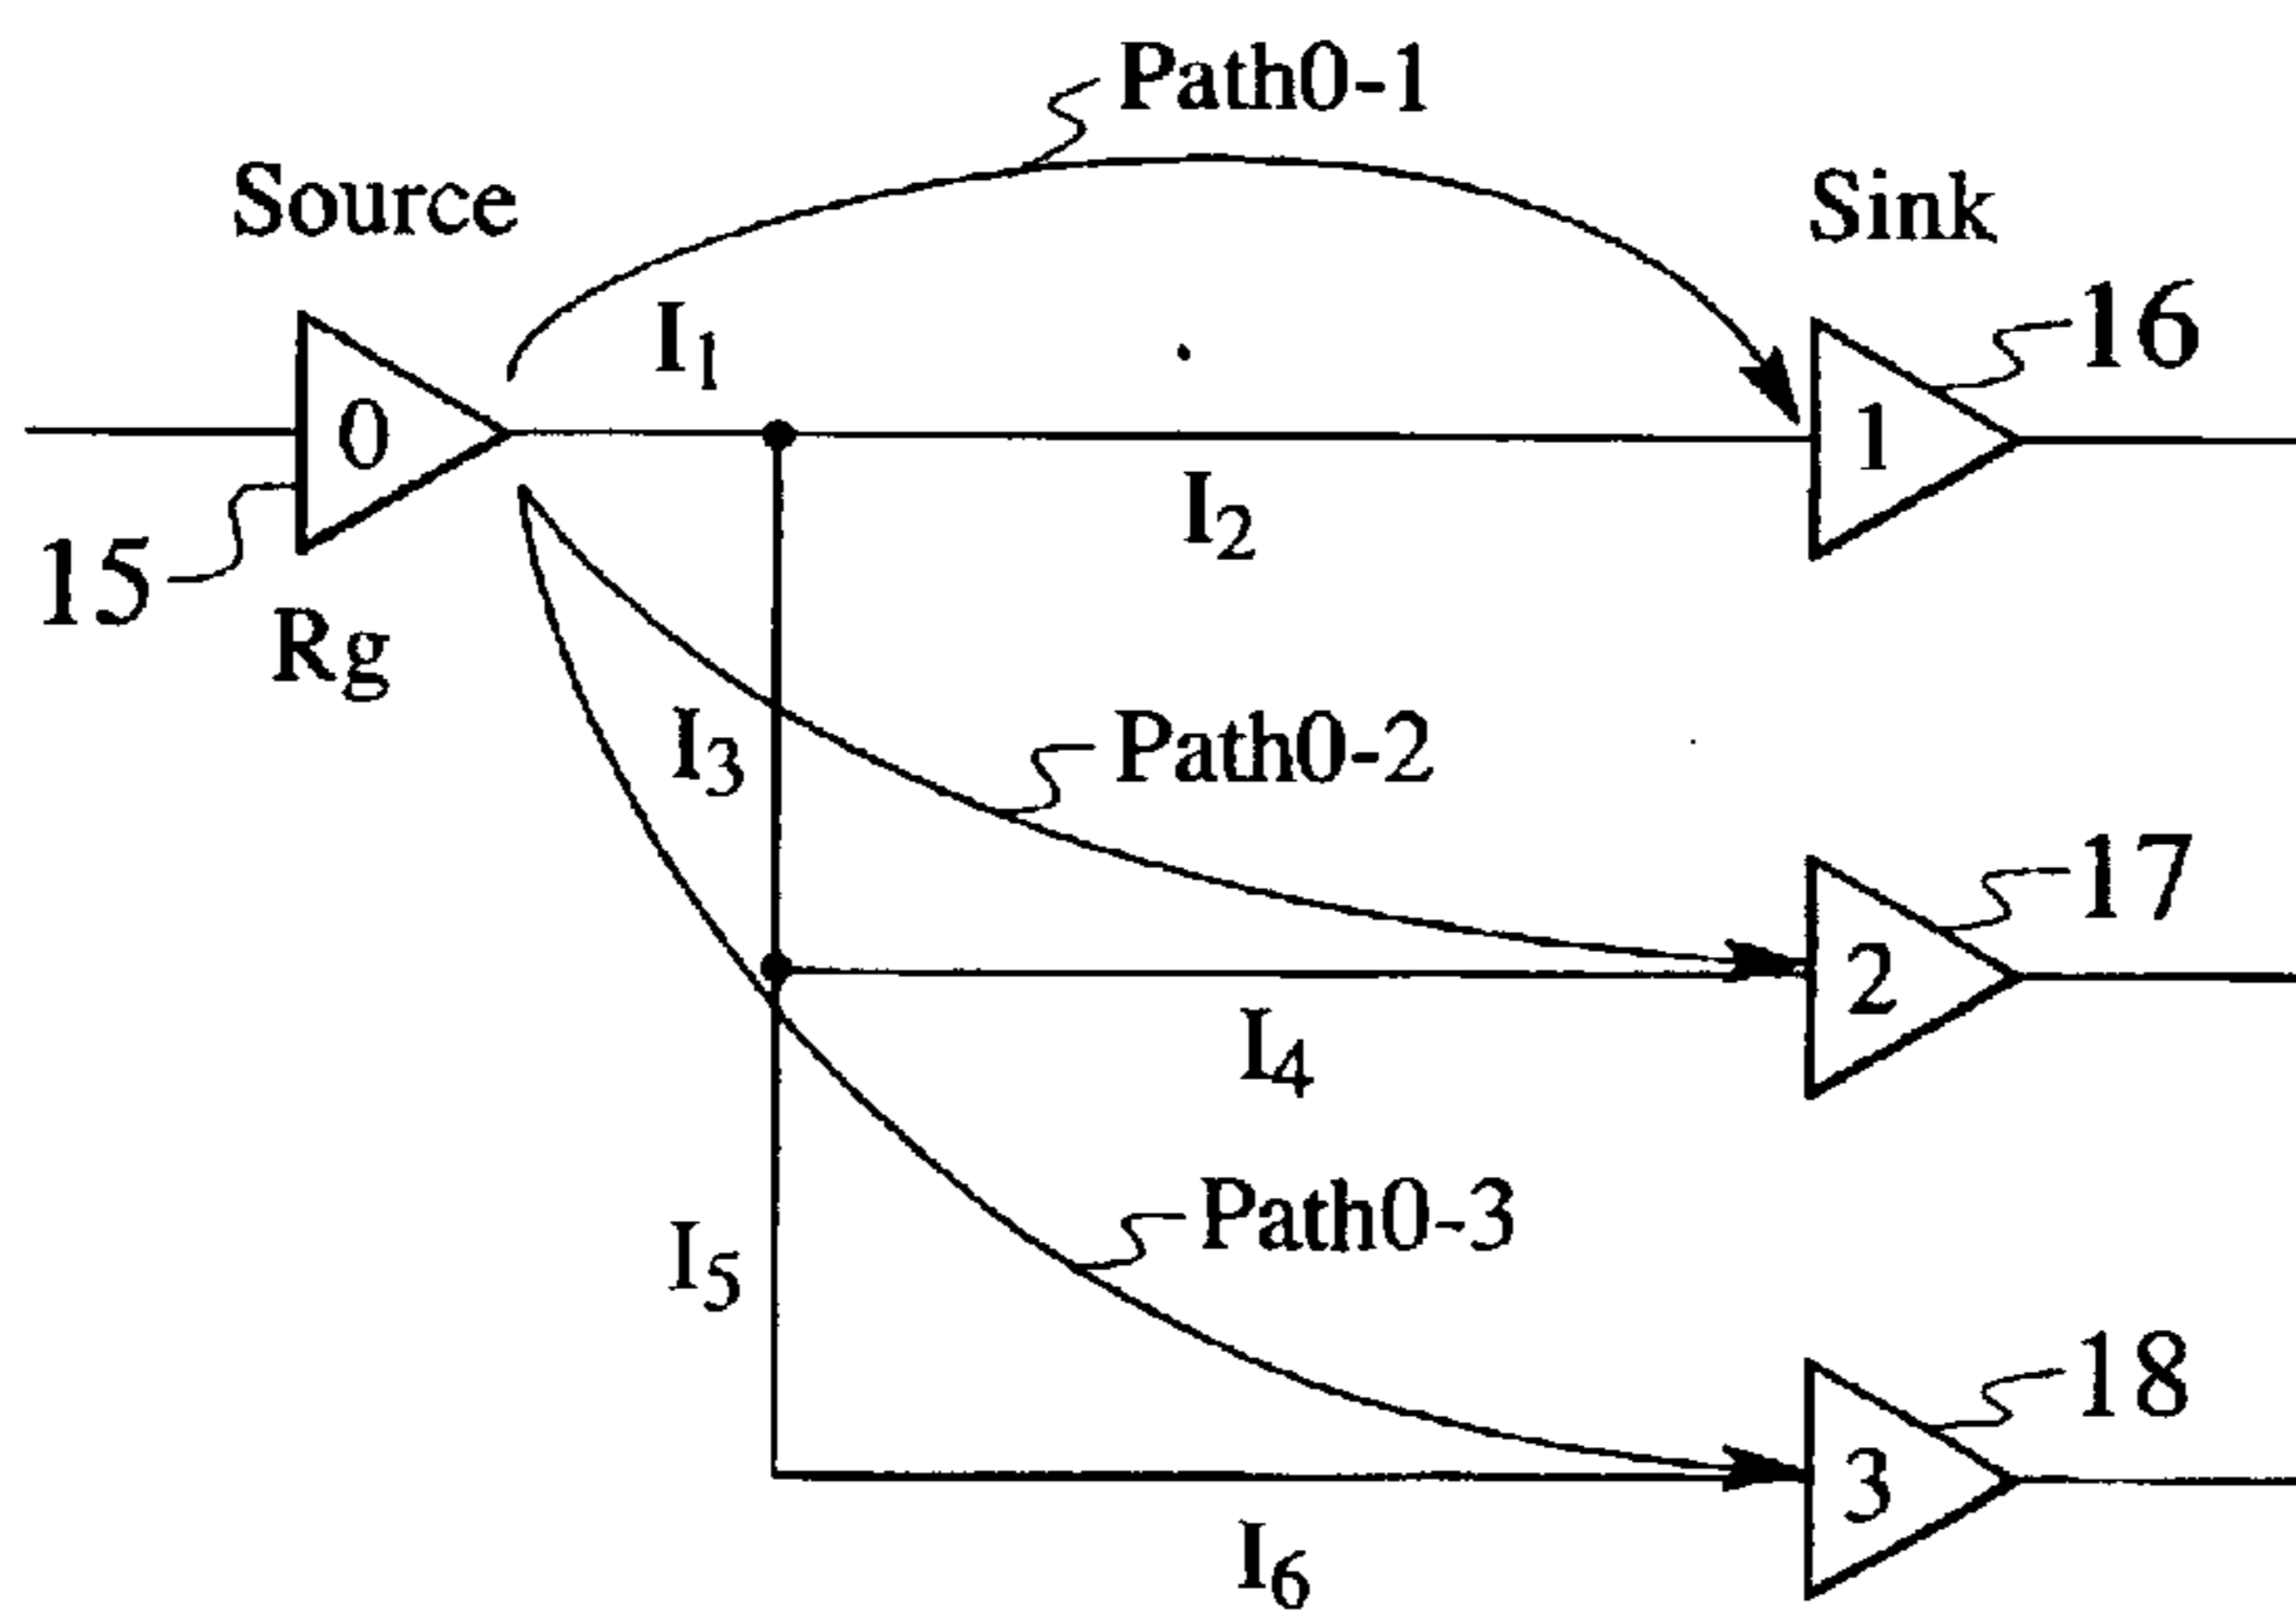 Path0-1
Source
Sink
I1
16
0
1
I2
15
Rg
I3
Path0-2
17
2
I4
Path0-3
I5
18
3
I6